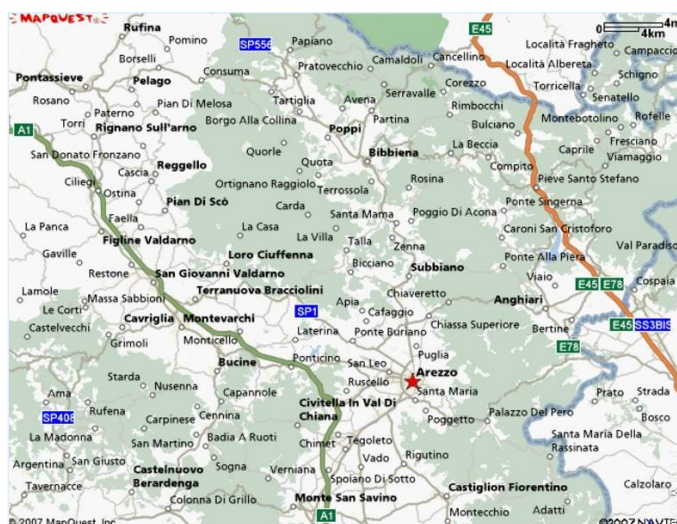 MAPQUEST
Rufina
Pomino
SP556
Papiano
E45
4m
4km
Località Fragheto
Campaccio
Borselli
Pratovecchio
Camaldoli
Cancellino
Località Albereta
Schigno
Pontassieve
Pelago
Consuma
Serravalle
Corezzo
Torricella
Senatello
Rosano
Paterno
Pian Di Melosa
Tartiglia
Avena
Rimbocchi
Montebotolino
Rofelle
Torri
Borgo Alla Collina
Partina
Bulciano
Fresciano
A1
Rignano Sull'arno
Poppi
Caprile
San Donato Fronzano
Quorle
Bibbiena
La Beccia
Viamaggio
Reggello
Quota
Compito
Pieve Santo Stefano
Ciliegi
Cascia
Ortignano Raggiolo
Terrossola
Rosina
Ostina
Pian Di Scò
Ponte Singerna
Faella
Carda
Santa Mama
Poggio Di Acona
La Panca
La Casa
Caroni San Cristoforo
Figline Valdarno
La Villa
Talla
Zenna
Val Paradiso
Gaville
Loro Ciuffenna
Bicciano
Subbiano
Ponte Alla Piera
Restone
San Giovanni Valdarno
Viaio
E45
E78
Cospaia
Lamole
Massa Sabbioni
Terranuova Bracciolini
Apia
Chiaveretto
Anghiari
Le Corti
Cavriglia
Montevarchi
SP1
Cafaggio
Chiassa Superiore
Bertine
E45
SS3BIS
Castelvecchi
Laterina
Ponte Buriano
Grimoli
Monticello
Puglia
E78
Bucine
Ponticino
San Leo
Arezzo
Starda
Ruscello
Ama
Nusenna
Capannole
Santa Maria
Prato
Strada
SP408
Rufena
Civitella In Val Di
Chiana
Poggetto
Palazzo Del Pero
Carpinese
Cennina
Bosco
La Madonna
San Martino
Badia A Ruoti
Chimet
Tegoleto
Santa Maria Della
Rassinata
Argentina
San Giusto
Sogna
Vado
Rigutino
Verniana
Spoiano Di Sotto
Castelnuovo
Berardenga
Castiglion Fiorentino
Calzolaro
Tavernacce
Colonna Di Grillo
Monte San Savino
Adatti
A1
Montecchio
© 2007 MapQuest, Inc.
©2007 NAVTE